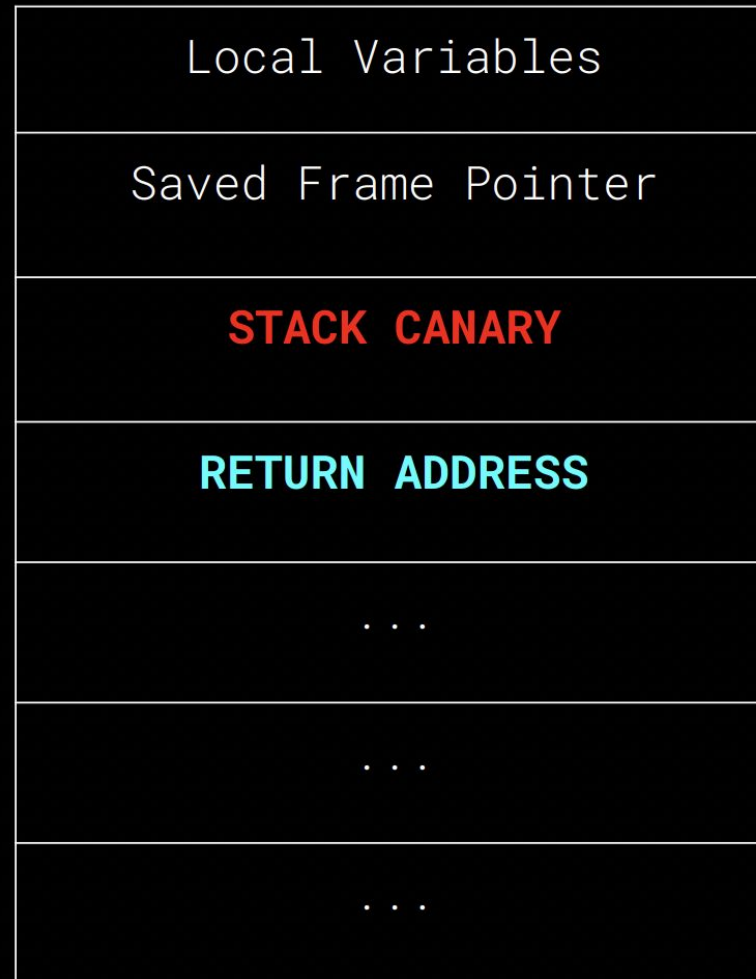 Local Variables
Saved Frame Pointer
STACK CANARY
RETURN ADDRESS
...
...
...